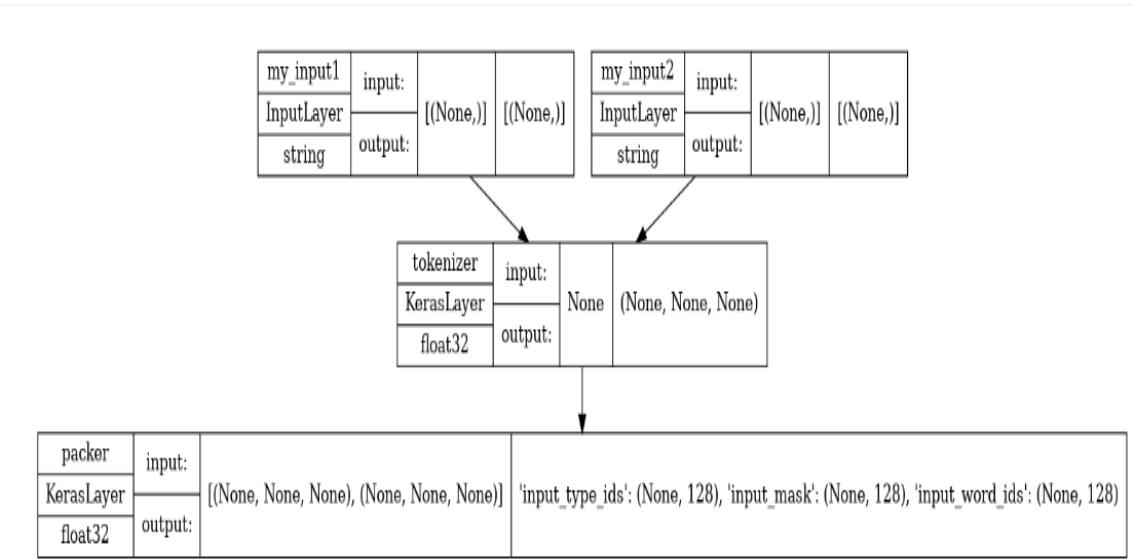 my_input1
InputLayer
string
input:
output:
[(None,)]
[(None,)]
my_input2
InputLayer
string
input:
output:
[(None,)]
[(None,)]
tokenizer
KerasLayer
float32
input:
output:
None
(None, None, None)
packer
KerasLayer
float32
input:
output:
[(None, None, None), (None, None, None)]
'input_type_ids': (None, 128), 'input_mask': (None, 128), 'input_word_ids': (None, 128)